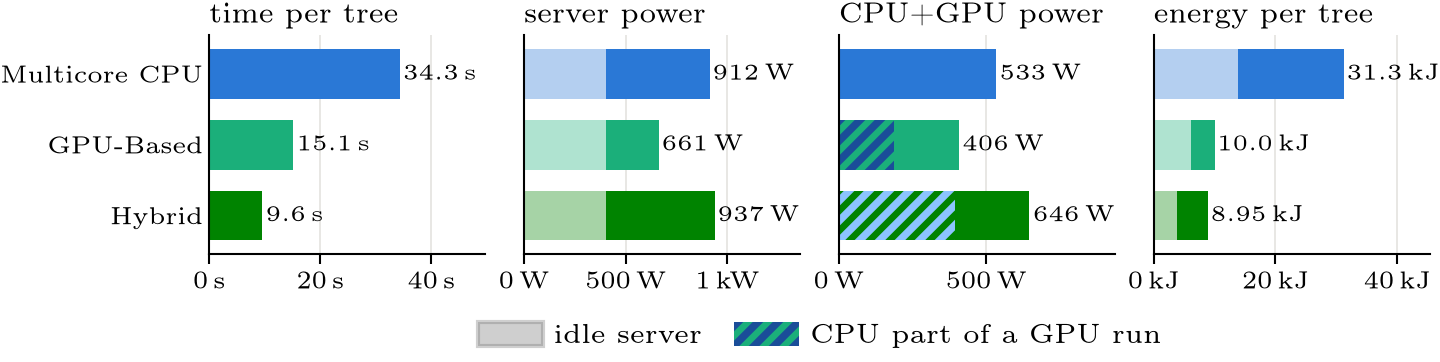 time per tree
server power
CPU+GPU power
energy per tree
Multicore CPU
34.3 s
912 W
533 W
31.3 kJ
GPU-Based
15.1 s
661 W
406 W
10.0 kJ
Hybrid
9.6 s
937 W
646 W
8.95 kJ
0 s
20 s
40 s
0 W
500 W
1 kW
0 W
500 W
0 kJ
20 kJ
40 kJ
idle server
CPU part of a GPU run